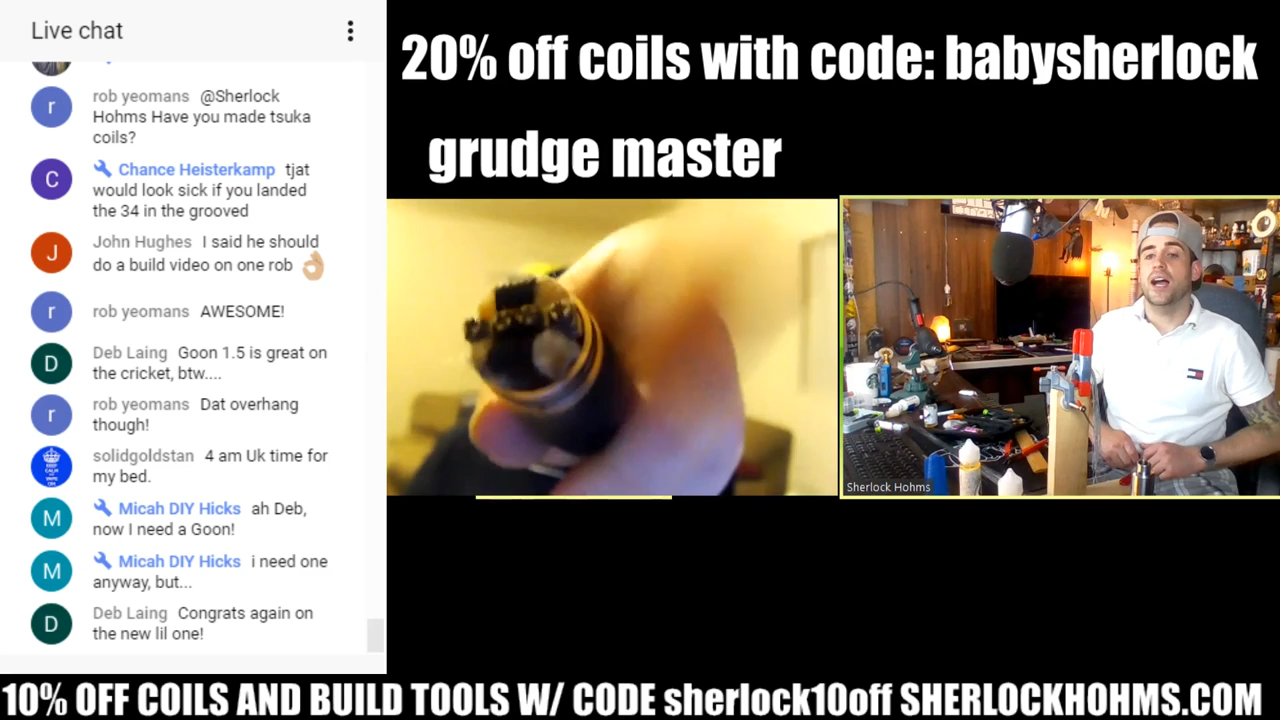 Live chat
rob yeomans @Sherlock
Hohms Have you made tsuka
coils?
Chance Heisterkamp tjat
would look sick if you landed
the 34 in the grooved
John Hughes I said he should
do a build video on one rob 👌🏼
rob yeomans AWESOME!
Deb Laing Goon 1.5 is great on
the cricket, btw....
rob yeomans Dat overhang
though!
solidgoldstan 4 am Uk time for
my bed.
Micah DIY Hicks ah Deb,
now I need a Goon!
Micah DIY Hicks i need one
anyway, but...
Deb Laing Congrats again on
the new lil one!
r
C
J
r
D
r
M
M
D
20% off coils with code: babysherlock
grudge master
Sherlock Hohms
10% OFF COILS AND BUILD TOOLS W/ CODE sherlock10off SHERLOCKHOHMS.COM